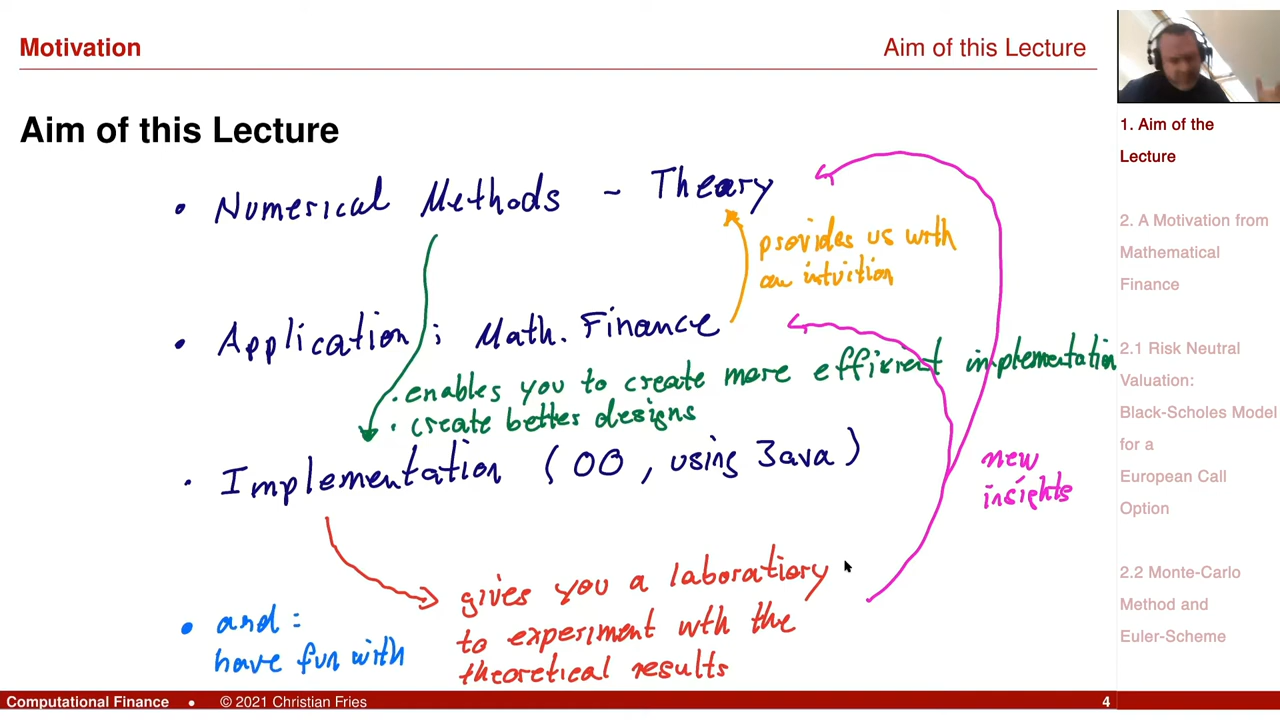 Motivation
Aim of this Lecture
Aim of this Lecture
• Numerical Methods ~ Theory
provides us with
an intuition
• Application : Math. Finance
• enables you to create more efficient implementation
• create better designs
• Implementation (OO, using Java)
new
insights
gives you a laboratiory
to experiment wth the
theoretical results
• and :
have fun with
Computational Finance • © 2021 Christian Fries
4
1. Aim of the
Lecture
2. A Motivation from
Mathematical
Finance
2.1 Risk Neutral
Valuation:
Black-Scholes Model
for a
European Call
Option
2.2 Monte-Carlo
Method and
Euler-Scheme